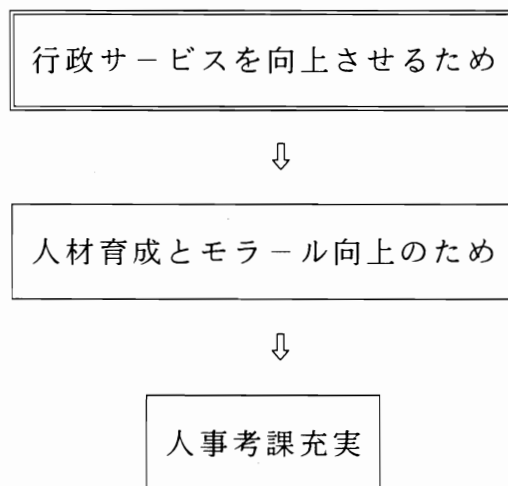 行政サービスを向上させるため
⇩
人材育成とモラール向上のため
⇩
人事考課充実